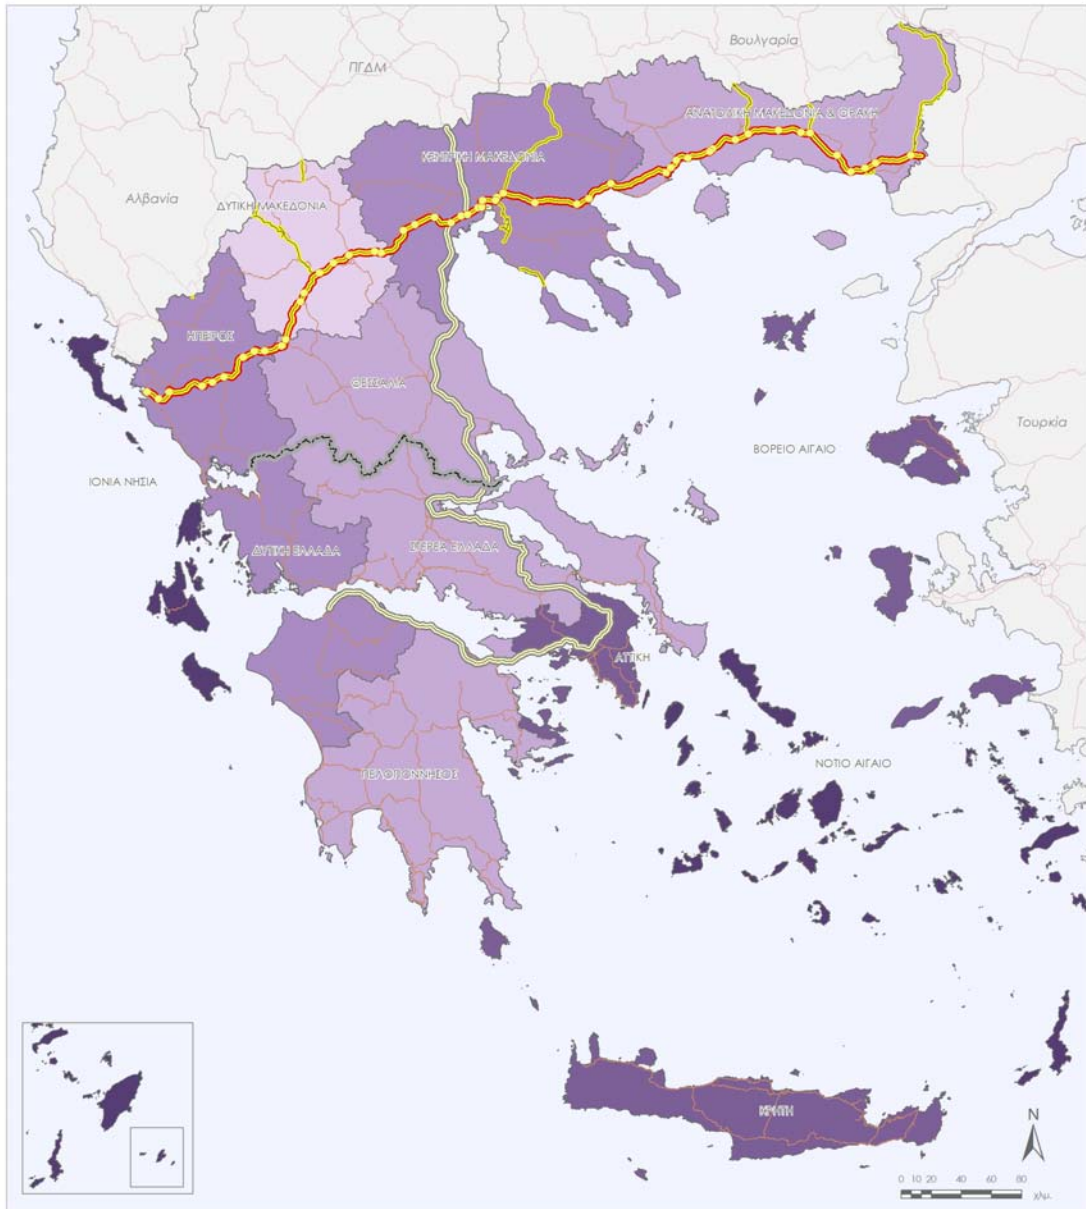 Βουλγαρία
ΠΓΔΜ
ΑΝΑΤΟΛΙΚΗ ΜΑΚΕΔΟΝΙΑ & ΘΡΑΚΗ
ΚΕΝΤΡΙΚΗ ΜΑΚΕΔΟΝΙΑ
Αλβανία
ΔΥΤΙΚΗ ΜΑΚΕΔΟΝΙΑ
ΗΠΕΙΡΟΣ
ΘΕΣΣΑΛΙΑ
Τουρκία
ΒΟΡΕΙΟ ΑΙΓΑΙΟ
ΙΟΝΙΑ ΝΗΣΙΑ
ΔΥΤΙΚΗ ΕΛΛΑΔΑ
ΣΤΕΡΕΑ ΕΛΛΑΔΑ
ΑΤΤΙΚΗ
ΝΟΤΙΟ ΑΙΓΑΙΟ
ΠΕΛΟΠΟΝΝΗΣΟΣ
ΚΡΗΤΗ
N
0 10 20 40 60 80
χλμ.